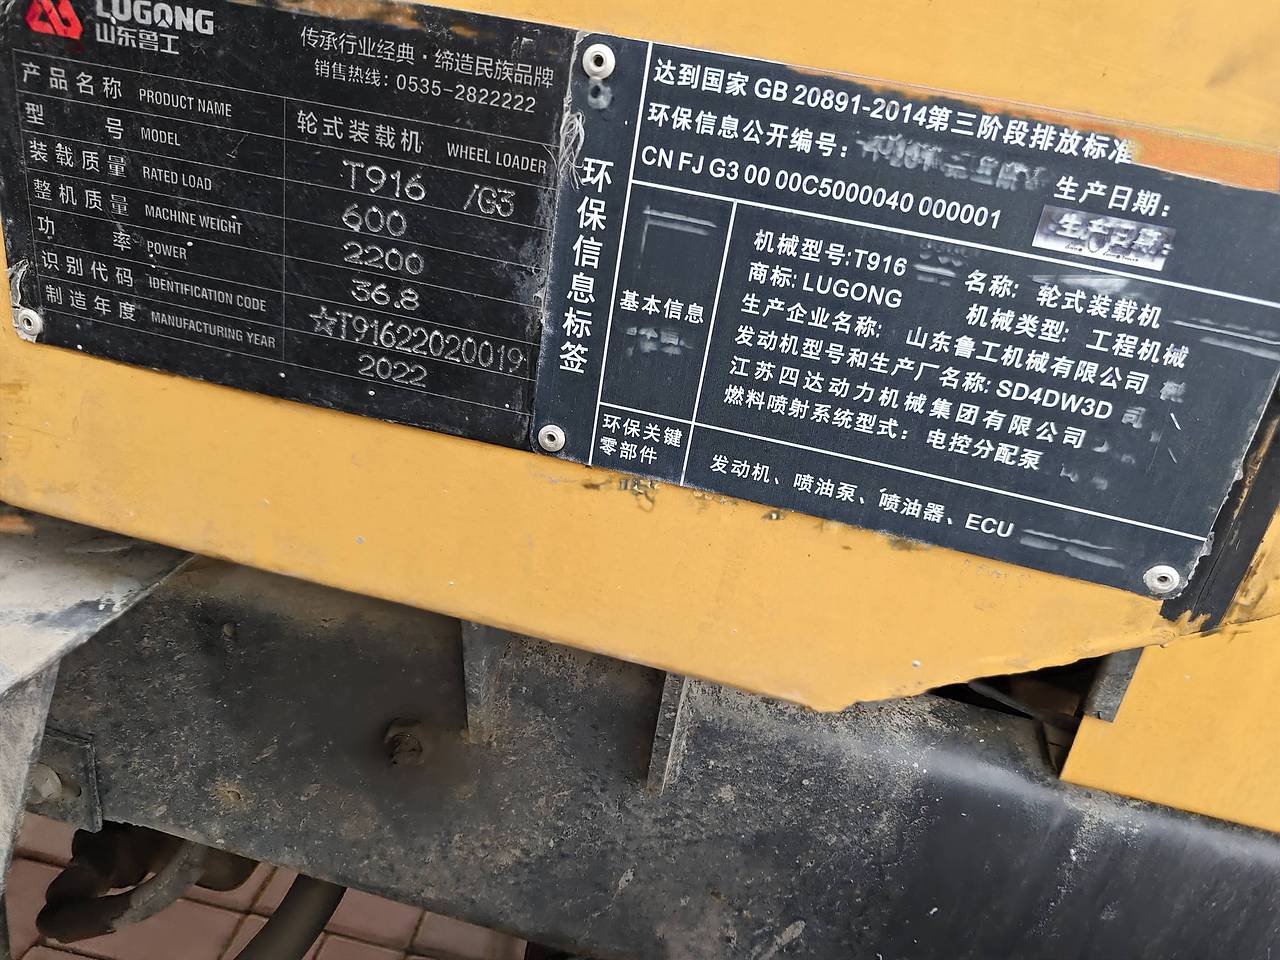 LUGONG
山东鲁工
传承行业经典·缔造民族品牌
销售热线：0535-2822222
产品名称 PRODUCT NAME 轮式装载机 WHEEL LOADER
型号 MODEL T916 /G3
装载质量 RATED LOAD 600
整机质量 MACHINE WEIGHT 2200
功率 POWER 36.8
识别代码 IDENTIFICATION CODE ☆T91622020019
制造年度 MANUFACTURING YEAR 2022
环保信息标签
达到国家 GB 20891-2014第三阶段排放标准
环保信息公开编号：
CN FJ G3 00 00C5000040 000001
生产日期：
生产日期：
基本信息
机械型号:T916 名称: 轮式装载机
商标: LUGONG 机械类型: 工程机械
生产企业名称: 山东鲁工机械有限公司
发动机型号和生产厂名称: SD4DW3D
江苏四达动力机械集团有限公司
燃料喷射系统型式: 电控分配泵
环保关键零部件
发动机、喷油泵、喷油器、ECU